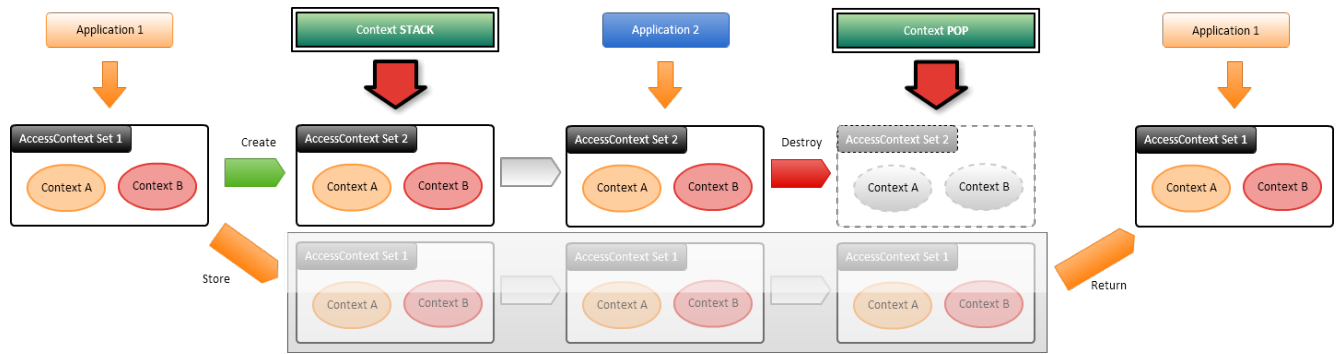 Application 1
Context STACK
Application 2
Context POP
Application 1
AccessContext Set 1
Context A
Context B
Create
AccessContext Set 2
Context A
Context B
AccessContext Set 2
Context A
Context B
Destroy
AccessContext Set 2
Context A
Context B
AccessContext Set 1
Context A
Context B
Store
AccessContext Set 1
Context A
Context B
AccessContext Set 1
Context A
Context B
AccessContext Set 1
Context A
Context B
Return